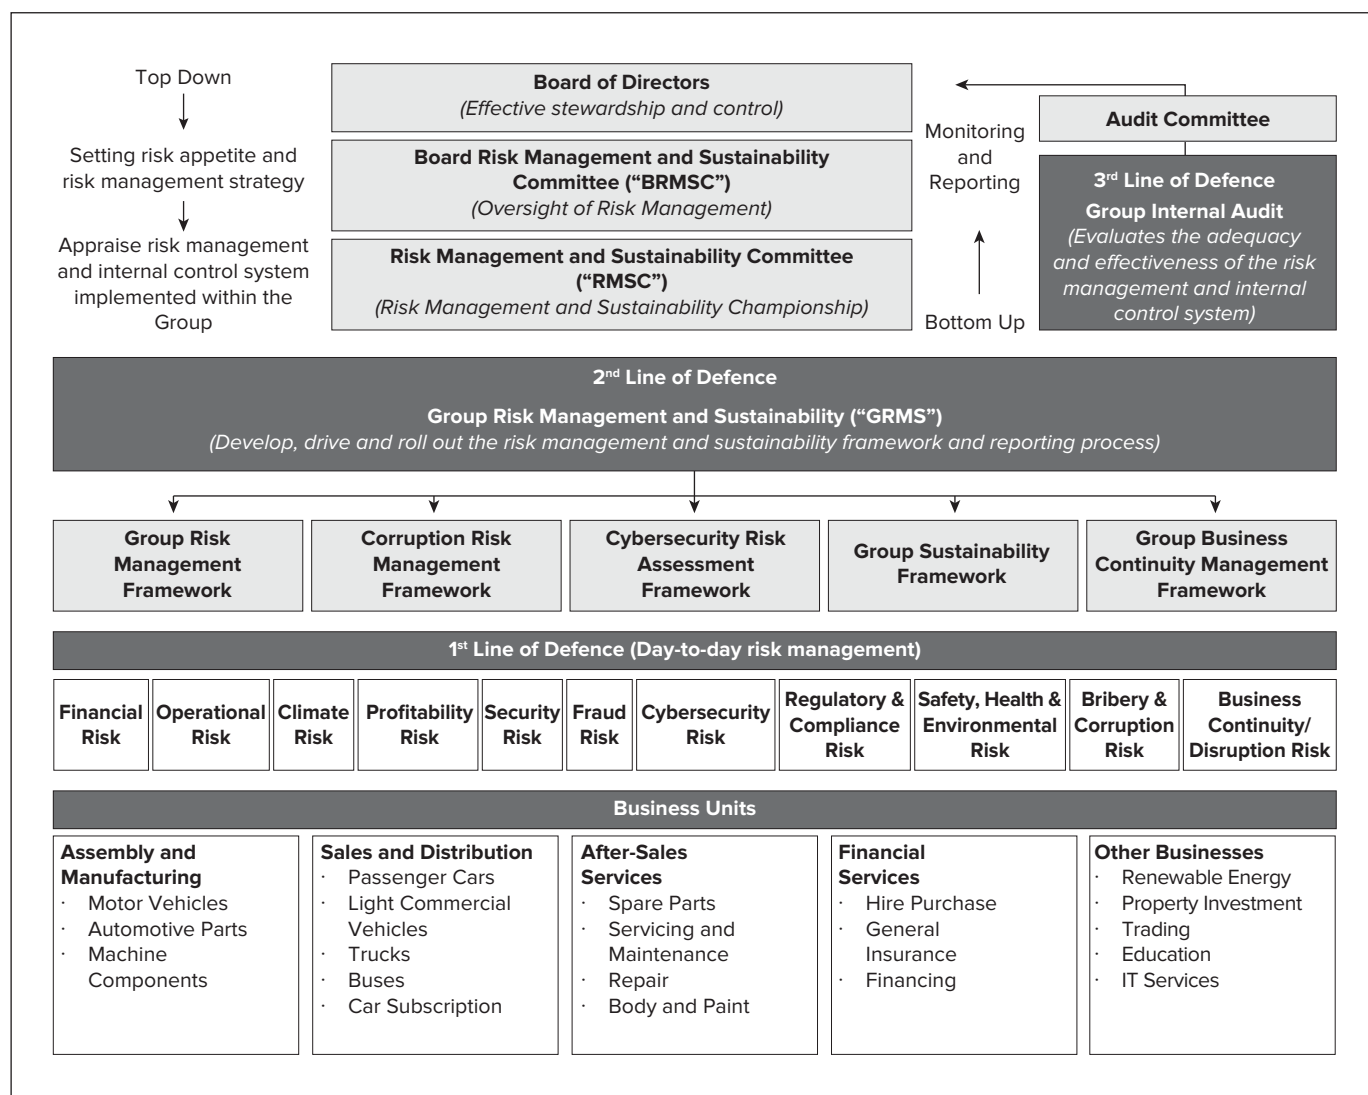 Top Down
Setting risk appetite and
risk management strategy
Appraise risk management
and internal control system
implemented within the
Group
Board of Directors
(Effective stewardship and control)
Board Risk Management and Sustainability
Committee (“BRMSC”)
(Oversight of Risk Management)
Risk Management and Sustainability Committee
(“RMSC”)
(Risk Management and Sustainability Championship)
Monitoring
and
Reporting
Bottom Up
Audit Committee
3rd Line of Defence
Group Internal Audit
(Evaluates the adequacy
and effectiveness of the risk
management and internal
control system)
2nd Line of Defence
Group Risk Management and Sustainability (“GRMS”)
(Develop, drive and roll out the risk management and sustainability framework and reporting process)
Group Risk
Management
Framework
Corruption Risk
Management
Framework
Cybersecurity Risk
Assessment
Framework
Group Sustainability
Framework
Group Business
Continuity Management
Framework
1st Line of Defence (Day-to-day risk management)
Financial
Risk
Operational
Risk
Climate
Risk
Profitability
Risk
Security
Risk
Fraud
Risk
Cybersecurity
Risk
Regulatory &
Compliance
Risk
Safety, Health &
Environmental
Risk
Bribery &
Corruption
Risk
Business
Continuity/
Disruption Risk
Business Units
Assembly and
Manufacturing
· Motor Vehicles
· Automotive Parts
· Machine
Components
Sales and Distribution
· Passenger Cars
· Light Commercial
Vehicles
· Trucks
· Buses
· Car Subscription
After-Sales
Services
· Spare Parts
· Servicing and
Maintenance
· Repair
· Body and Paint
Financial
Services
· Hire Purchase
· General
Insurance
· Financing
Other Businesses
· Renewable Energy
· Property Investment
· Trading
· Education
· IT Services